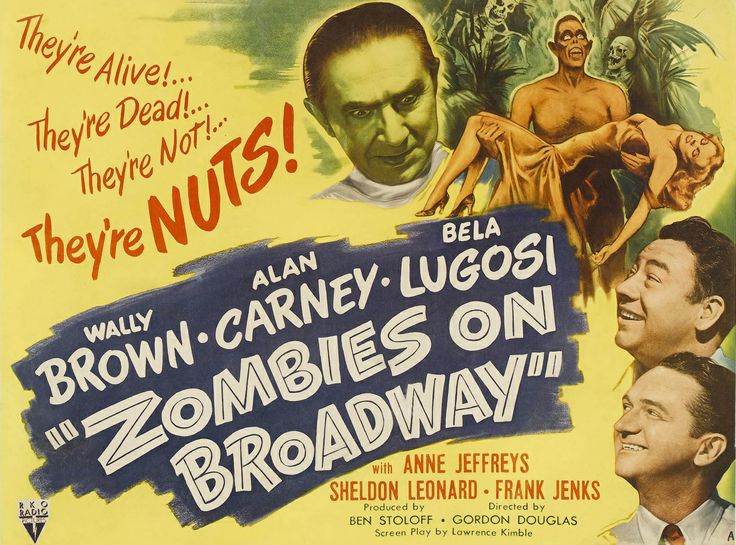 They're Alive!...
They're Dead!...
They're Not!...
They're NUTS!
WALLY BROWN · ALAN CARNEY · BELA LUGOSI
"ZOMBIES ON
BROADWAY"
with ANNE JEFFREYS
SHELDON LEONARD · FRANK JENKS
Produced by Directed by
BEN STOLOFF · GORDON DOUGLAS
Screen Play by Lawrence Kimble
RKO
RADIO
A